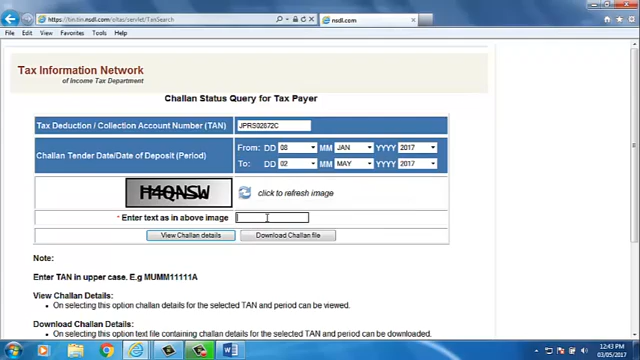 https://tin.tin.nsdl.com/oltas/servlet/TanSearch
nsdl.com
File Edit View Favorites Tools Help
Tax Information Network
of Income Tax Department
Challan Status Query for Tax Payer
Tax Deduction / Collection Account Number (TAN) JPRS02872C
Challan Tender Date/Date of Deposit (Period) From: DD 08 MM JAN YYYY 2017
To: DD 02 MM MAY YYYY 2017
click to refresh image
* Enter text as in above image
View Challan details Download Challan file
Note:
Enter TAN in upper case. E.g MUMM11111A
View Challan Details:
On selecting this option challan details for the selected TAN and period can be viewed.
Download Challan Details:
On selecting this option text file containing challan details for the selected TAN and period can be downloaded.
12:43 PM
03/05/2017